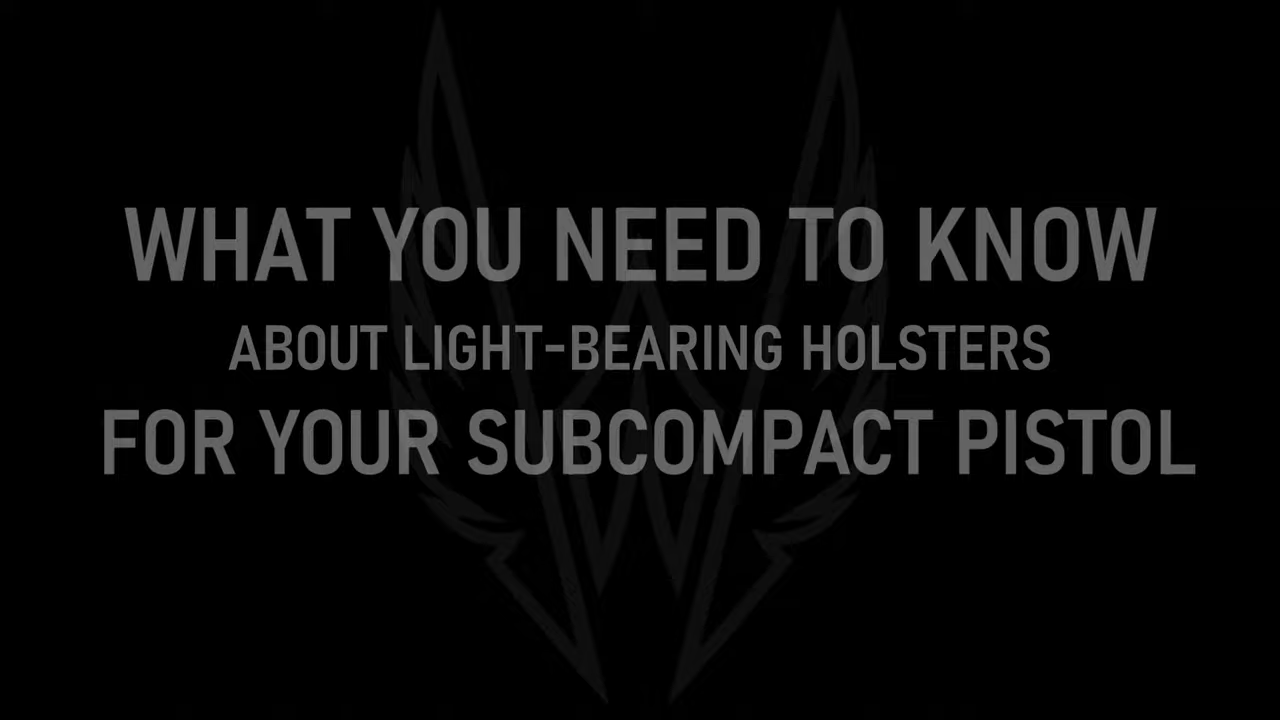 WHAT YOU NEED TO KNOW
ABOUT LIGHT-BEARING HOLSTERS
FOR YOUR SUBCOMPACT PISTOL